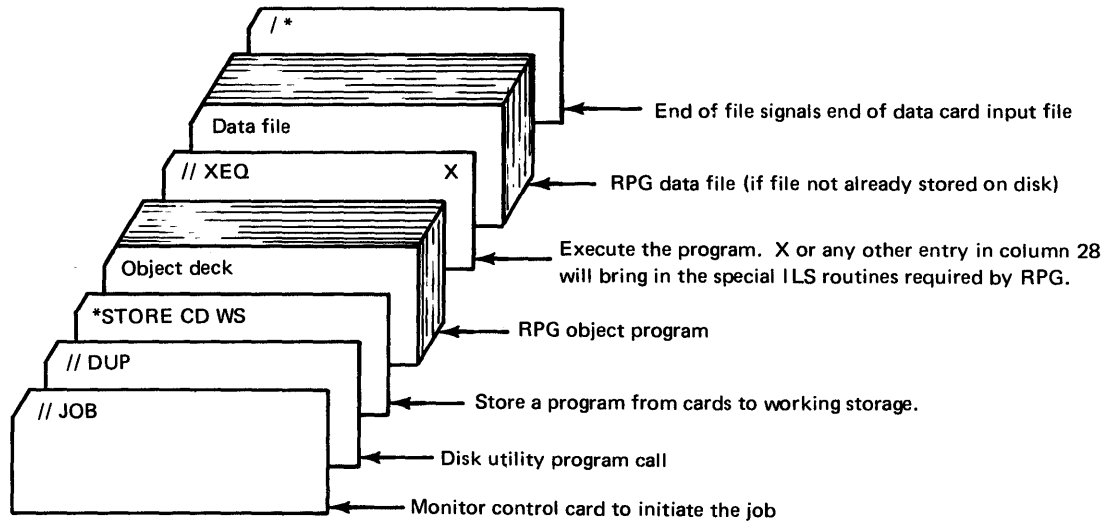 / *
End of file signals end of data card input file
Data file
// XEQ X
RPG data file (if file not already stored on disk)
Execute the program. X or any other entry in column 28
will bring in the special ILS routines required by RPG.
Object deck
*STORE CD WS
RPG object program
// DUP
Store a program from cards to working storage.
// JOB
Disk utility program call
Monitor control card to initiate the job